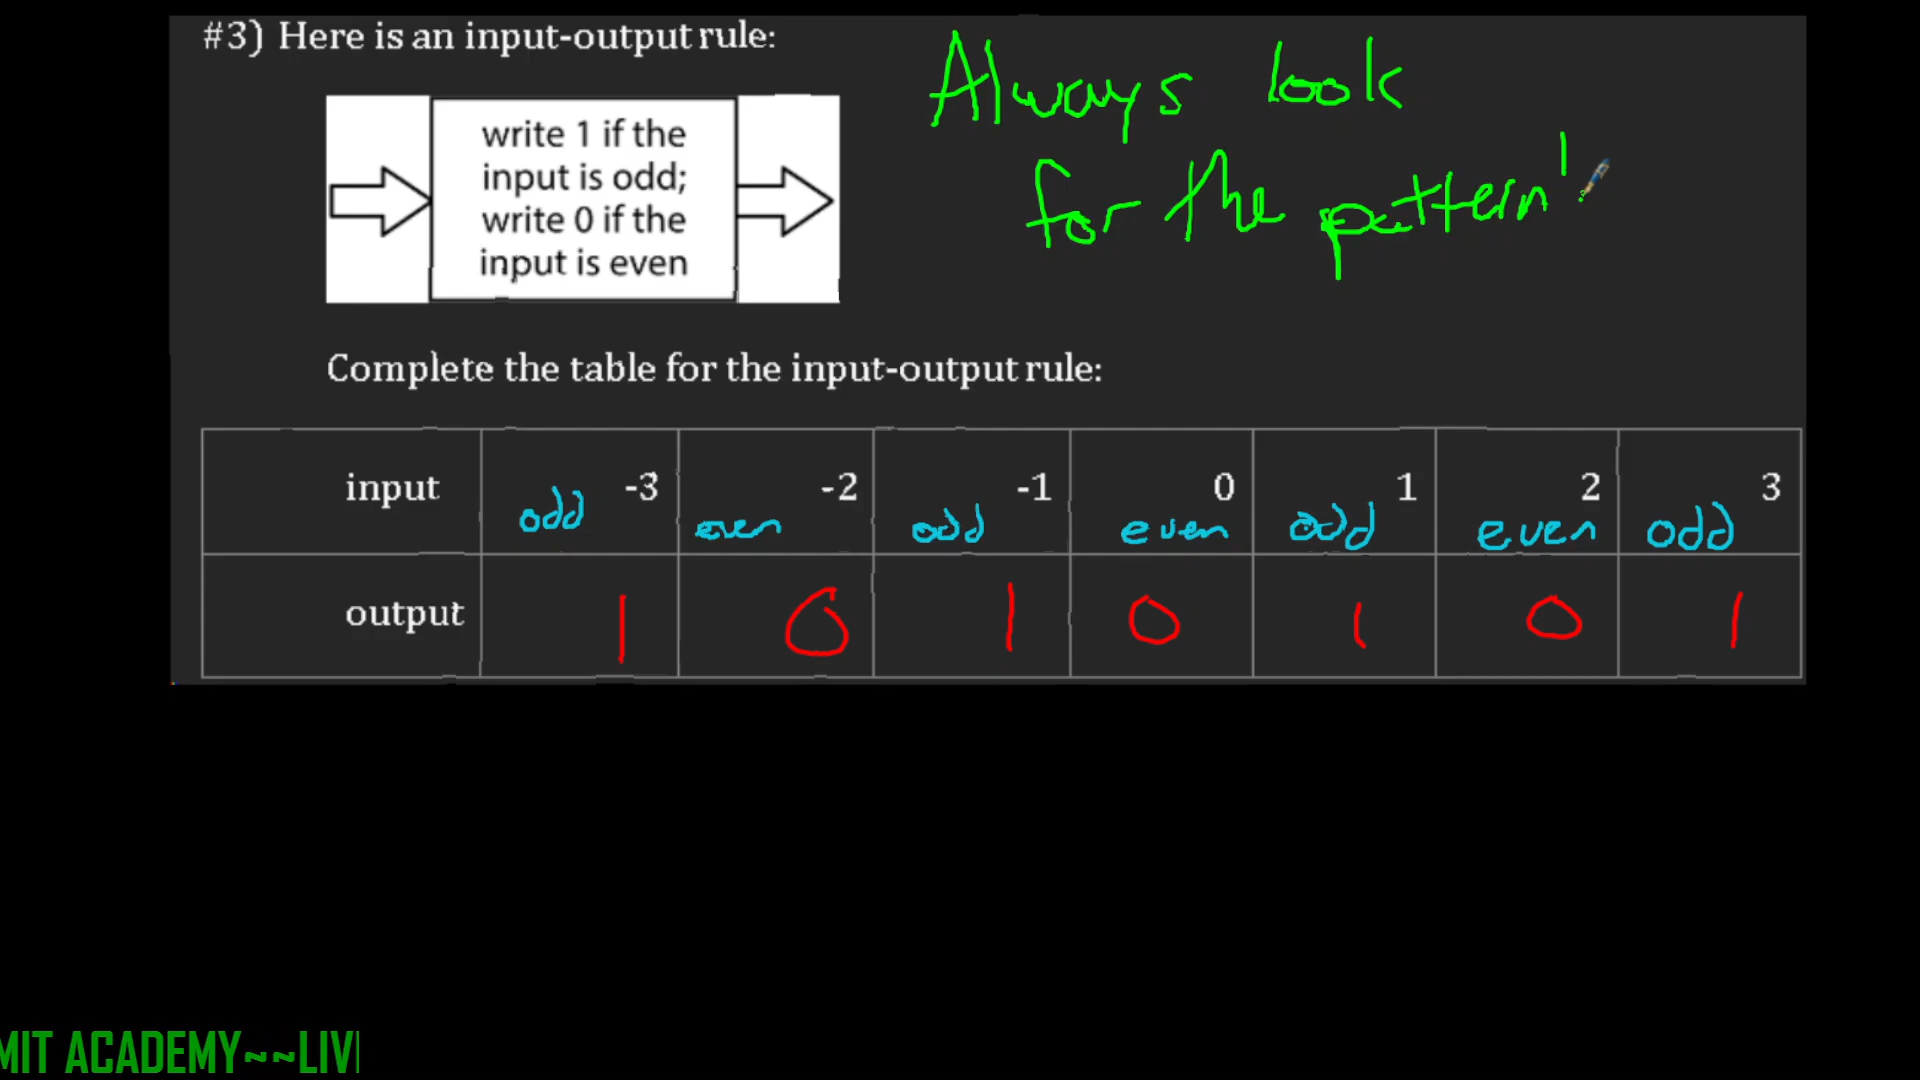 #3) Here is an input-output rule:
Always look
for the pattern!
write 1 if the
input is odd;
write 0 if the
input is even
Complete the table for the input-output rule:
input -3 -2 -1 0 1 2 3
odd even odd even odd even odd
output 1 0 1 0 1 0 1
MIT ACADEMY~~LIVI